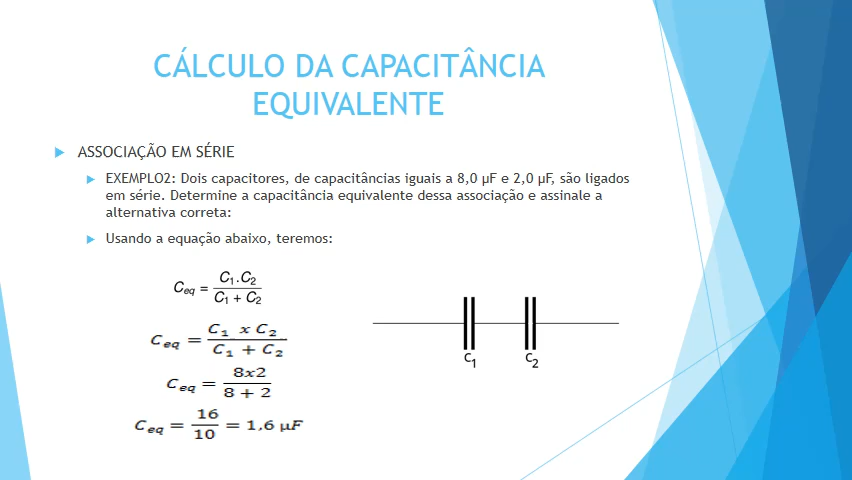 CÁLCULO DA CAPACITÂNCIA
EQUIVALENTE
ASSOCIAÇÃO EM SÉRIE
EXEMPLO2: Dois capacitores, de capacitâncias iguais a 8,0 µF e 2,0 µF, são ligados
em série. Determine a capacitância equivalente dessa associação e assinale a
alternativa correta:
Usando a equação abaixo, teremos:
Ceq = C1.C2 / C1 + C2
Ceq = C1 x C2 / C1 + C2
Ceq = 8x2 / 8 + 2
Ceq = 16 / 10 = 1,6 µF
C1 C2